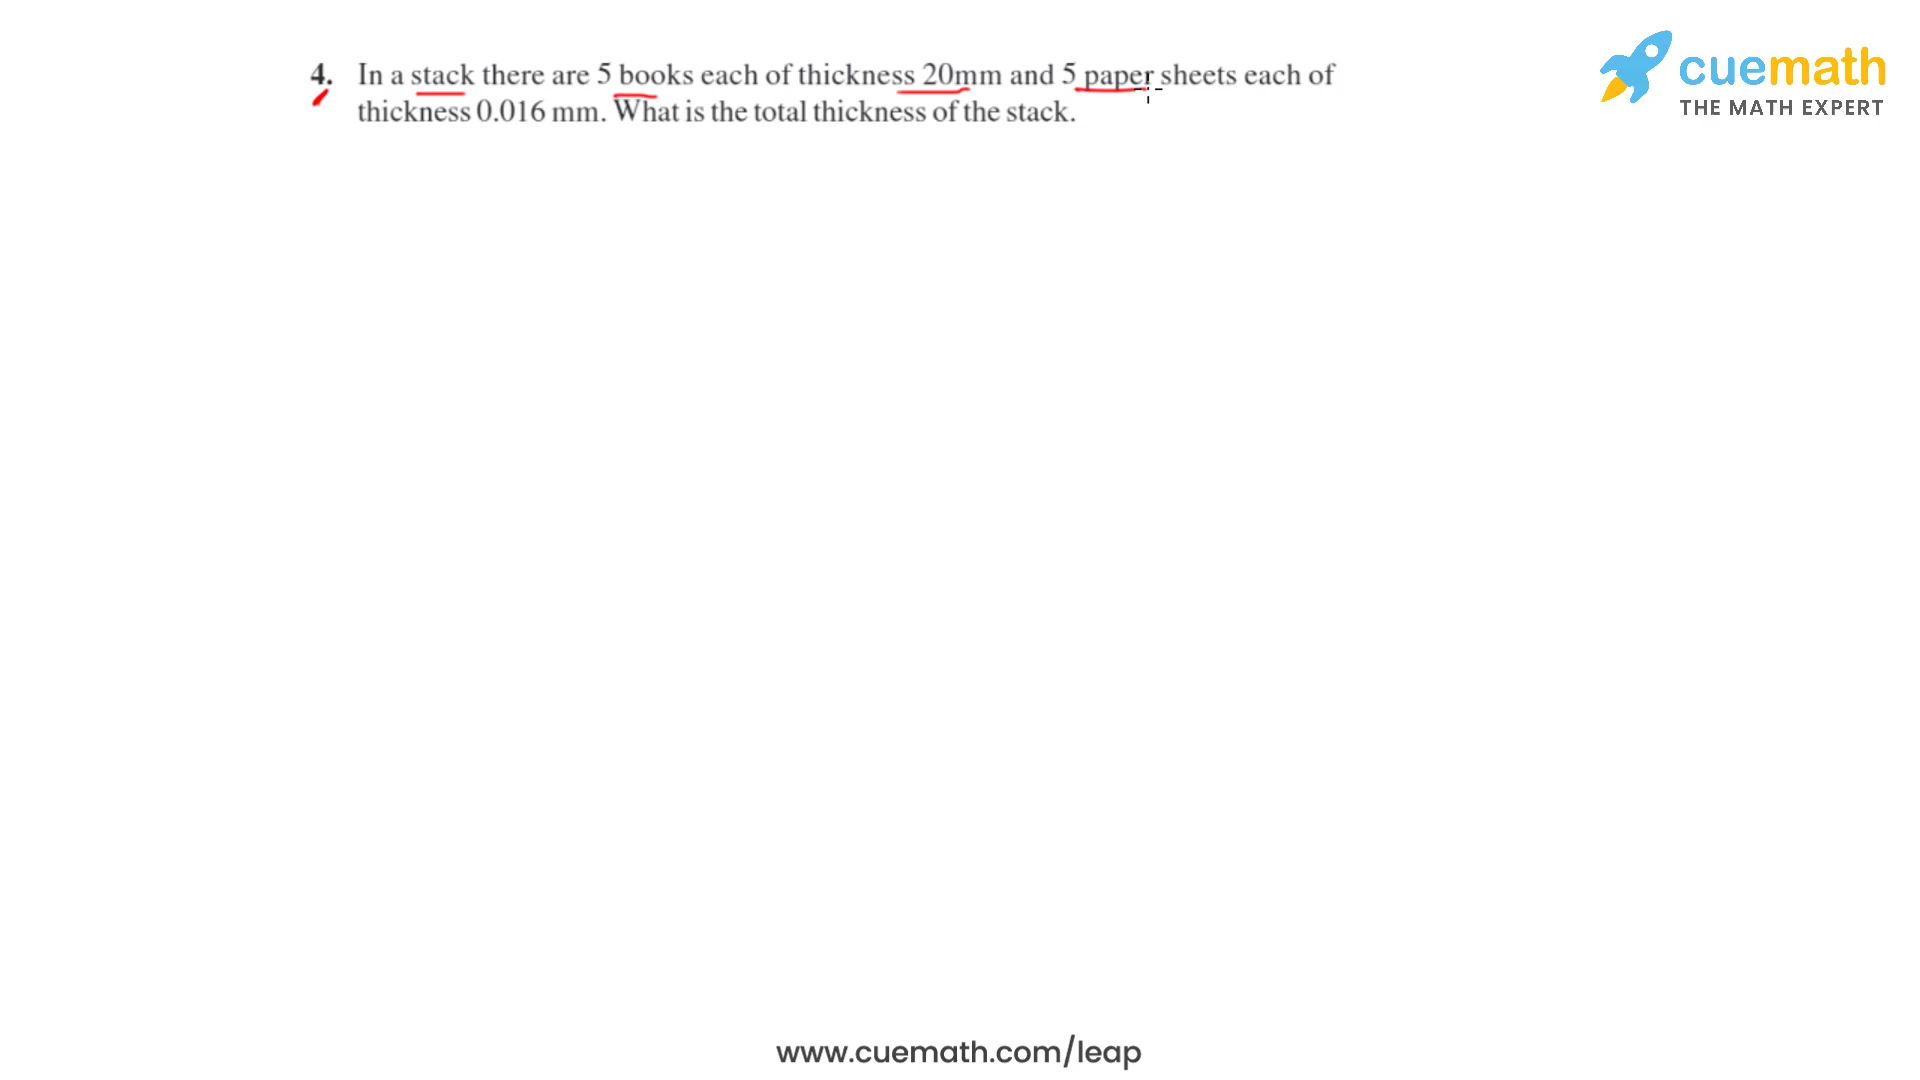 4. In a stack there are 5 books each of thickness 20mm and 5 paper sheets each of
thickness 0.016 mm. What is the total thickness of the stack.
cuemath
THE MATH EXPERT
www.cuemath.com/leap